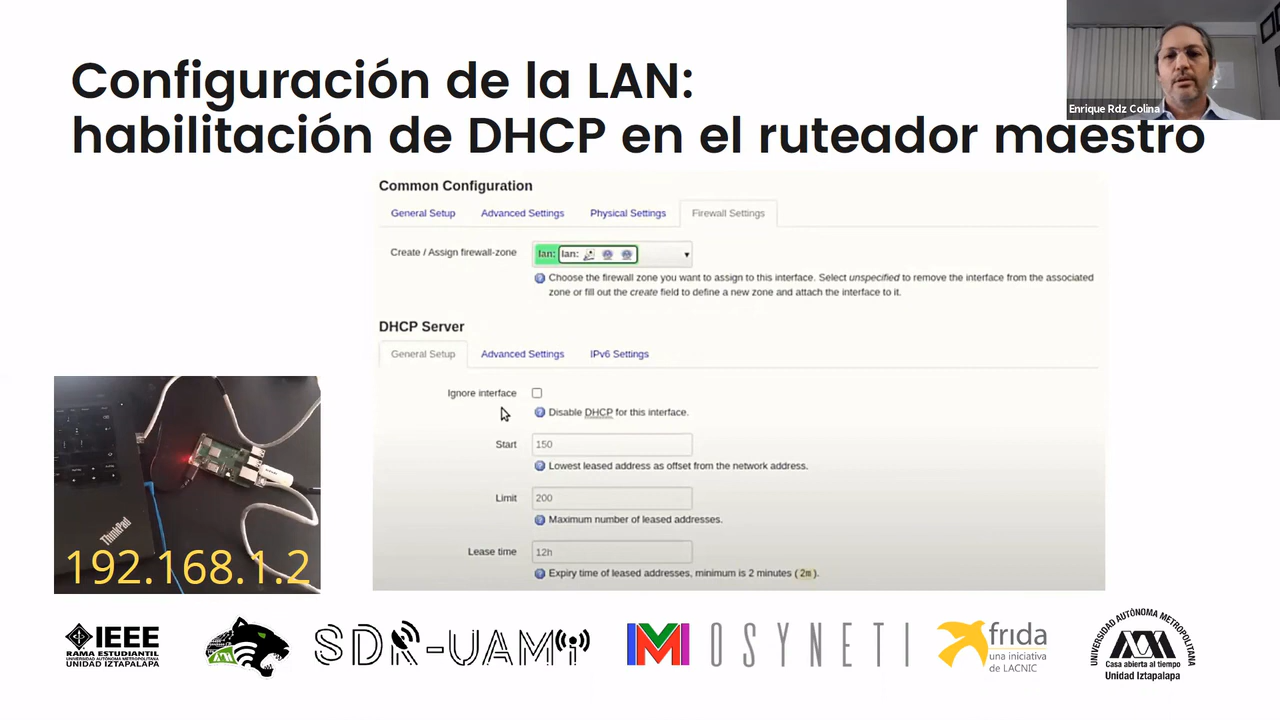 Configuración de la LAN:
habilitación de DHCP en el ruteador maestro
Enrique Rdz Colina
Common Configuration
General Setup Advanced Settings Physical Settings Firewall Settings
Create / Assign firewall-zone lan: lan:
Choose the firewall zone you want to assign to this interface. Select unspecified to remove the interface from the associated
zone or fill out the create field to define a new zone and attach the interface to it.
DHCP Server
General Setup Advanced Settings IPv6 Settings
Ignore interface
Disable DHCP for this interface.
Start 150
Lowest leased address as offset from the network address.
Limit 200
Maximum number of leased addresses.
Lease time 12h
Expiry time of leased addresses, minimum is 2 minutes (2m).
ThinkPad
192.168.1.2
IEEE
RAMA ESTUDIANTIL
UNIVERSIDAD AUTÓNOMA METROPOLITANA
UNIDAD IZTAPALAPA
SDR-UAMI
OSYNETI
frida
una iniciativa
de LACNIC
UNIVERSIDAD AUTÓNOMA METROPOLITANA
Casa abierta al tiempo
Unidad Iztapalapa